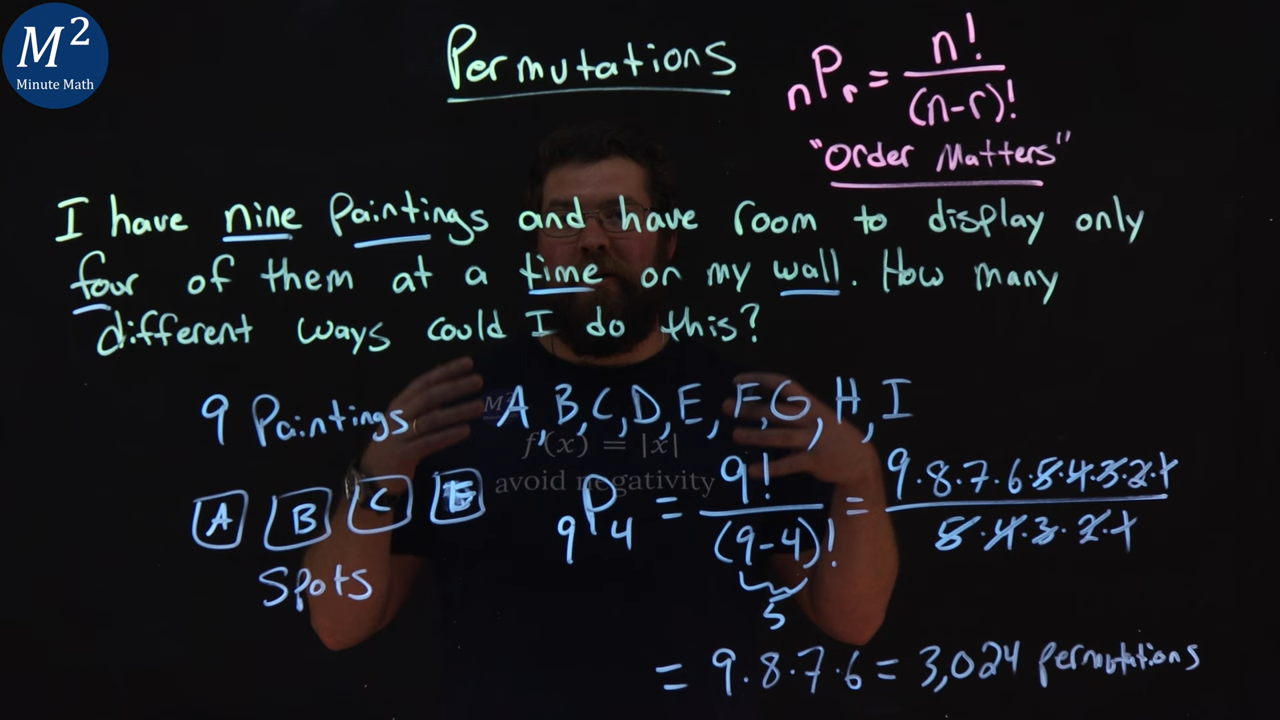 M²
Minute Math
Permutations
nPr = n!/(n-r)!
"Order Matters"
I have nine Paintings and have room to display only
four of them at a time on my wall. How many
different ways could I do this?
9 Paintings A, B, C, D, E, F, G, H, I
f(x) = |x|
avoid negativity
A B C E
Spots
₉P₄ = 9!/(9-4)! = 9·8·7·6·5·4·3·2·1/5·4·3·2·1
5
= 9·8·7·6 = 3,024 permutations